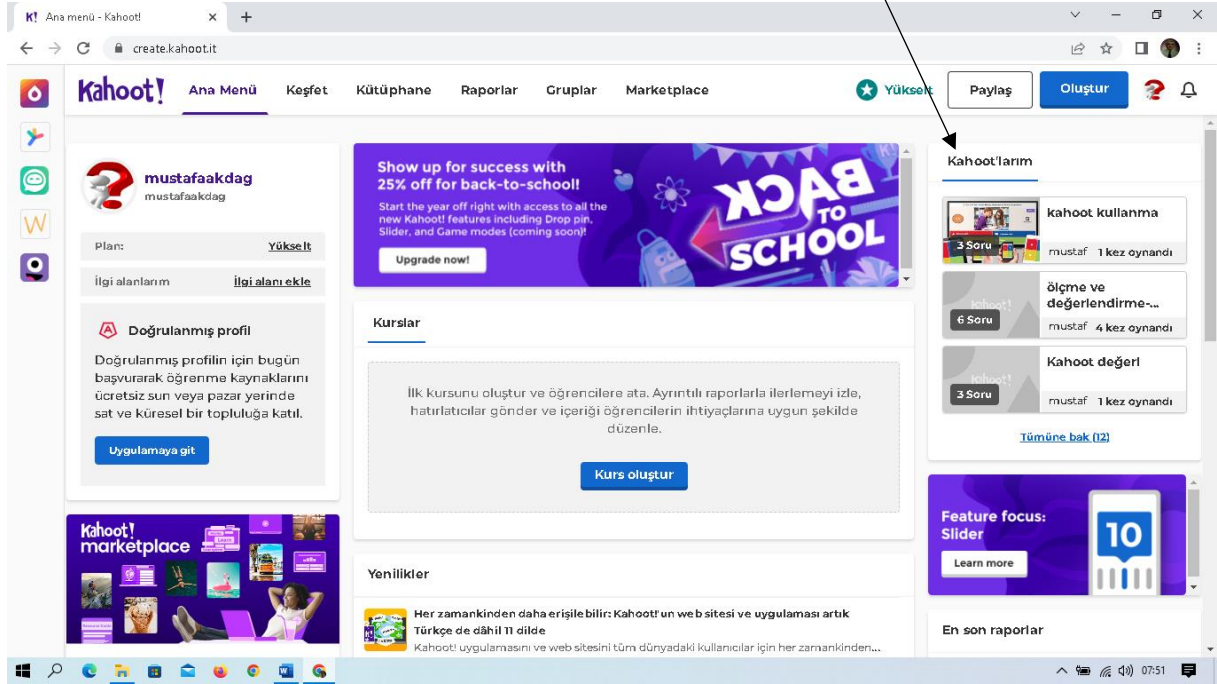 K! Ana menü - Kahoot!
create.kahoot.it
Kahoot!
Ana Menü
Keşfet
Kütüphane
Raporlar
Gruplar
Marketplace
Yükselt
Paylaş
Oluştur
mustafaakdag
mustafaakdag
Plan:
Yükselt
İlgi alanlarım
İlgi alanı ekle
Doğrulanmış profil
Doğrulanmış profilin için bugün
başvurarak öğrenme kaynaklarını
ücretsiz sun veya pazar yerinde
sat ve küresel bir topluluğa katıl.
Uygulamaya git
Kahoot!
marketplace
Show up for success with
25% off for back-to-school!
Start the year off right with access to all the
new Kahoot! features including Drop pin,
Slider, and Game modes (coming soon)!
Upgrade now!
BACK
TO
SCHOOL
Kurslar
İlk kursunu oluştur ve öğrencilere ata. Ayrıntılı raporlarla ilerlemeyi izle,
hatırlatıcılar gönder ve içeriği öğrencilerin ihtiyaçlarına uygun şekilde
düzenle.
Kurs oluştur
Yenilikler
Her zamankinden daha erişilebilir: Kahoot!'un web sitesi ve uygulaması artık
Türkçe de dâhil 11 dilde
Kahoot! uygulamasını ve web sitesini tüm dünyadaki kullanıcılar için her zamankinden...
Kahoot'larım
3 Soru
kahoot kullanma
mustaf 1 kez oynandı
6 Soru
ölçme ve
değerlendirme-...
mustaf 4 kez oynandı
3 Soru
Kahoot değerl
mustaf 1 kez oynandı
Tümüne bak (12)
Feature focus:
Slider
Learn more
10
En son raporlar
07:51